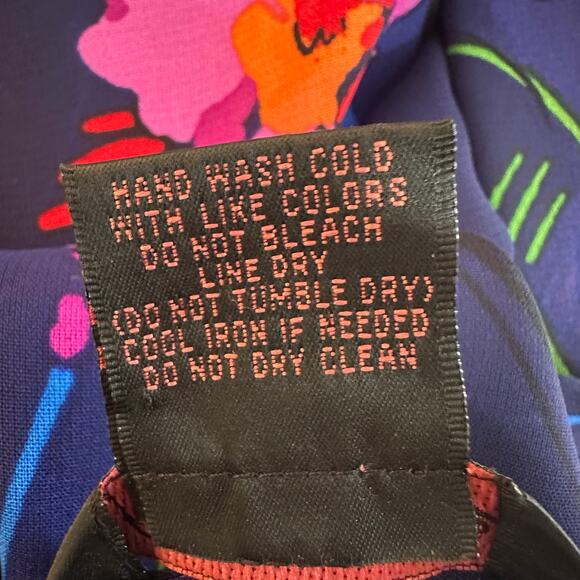 HAND WASH COLD
WITH LIKE COLORS
DO NOT BLEACH
LINE DRY
(DO NOT TUMBLE DRY)
COOL IRON IF NEEDED
DO NOT DRY CLEAN